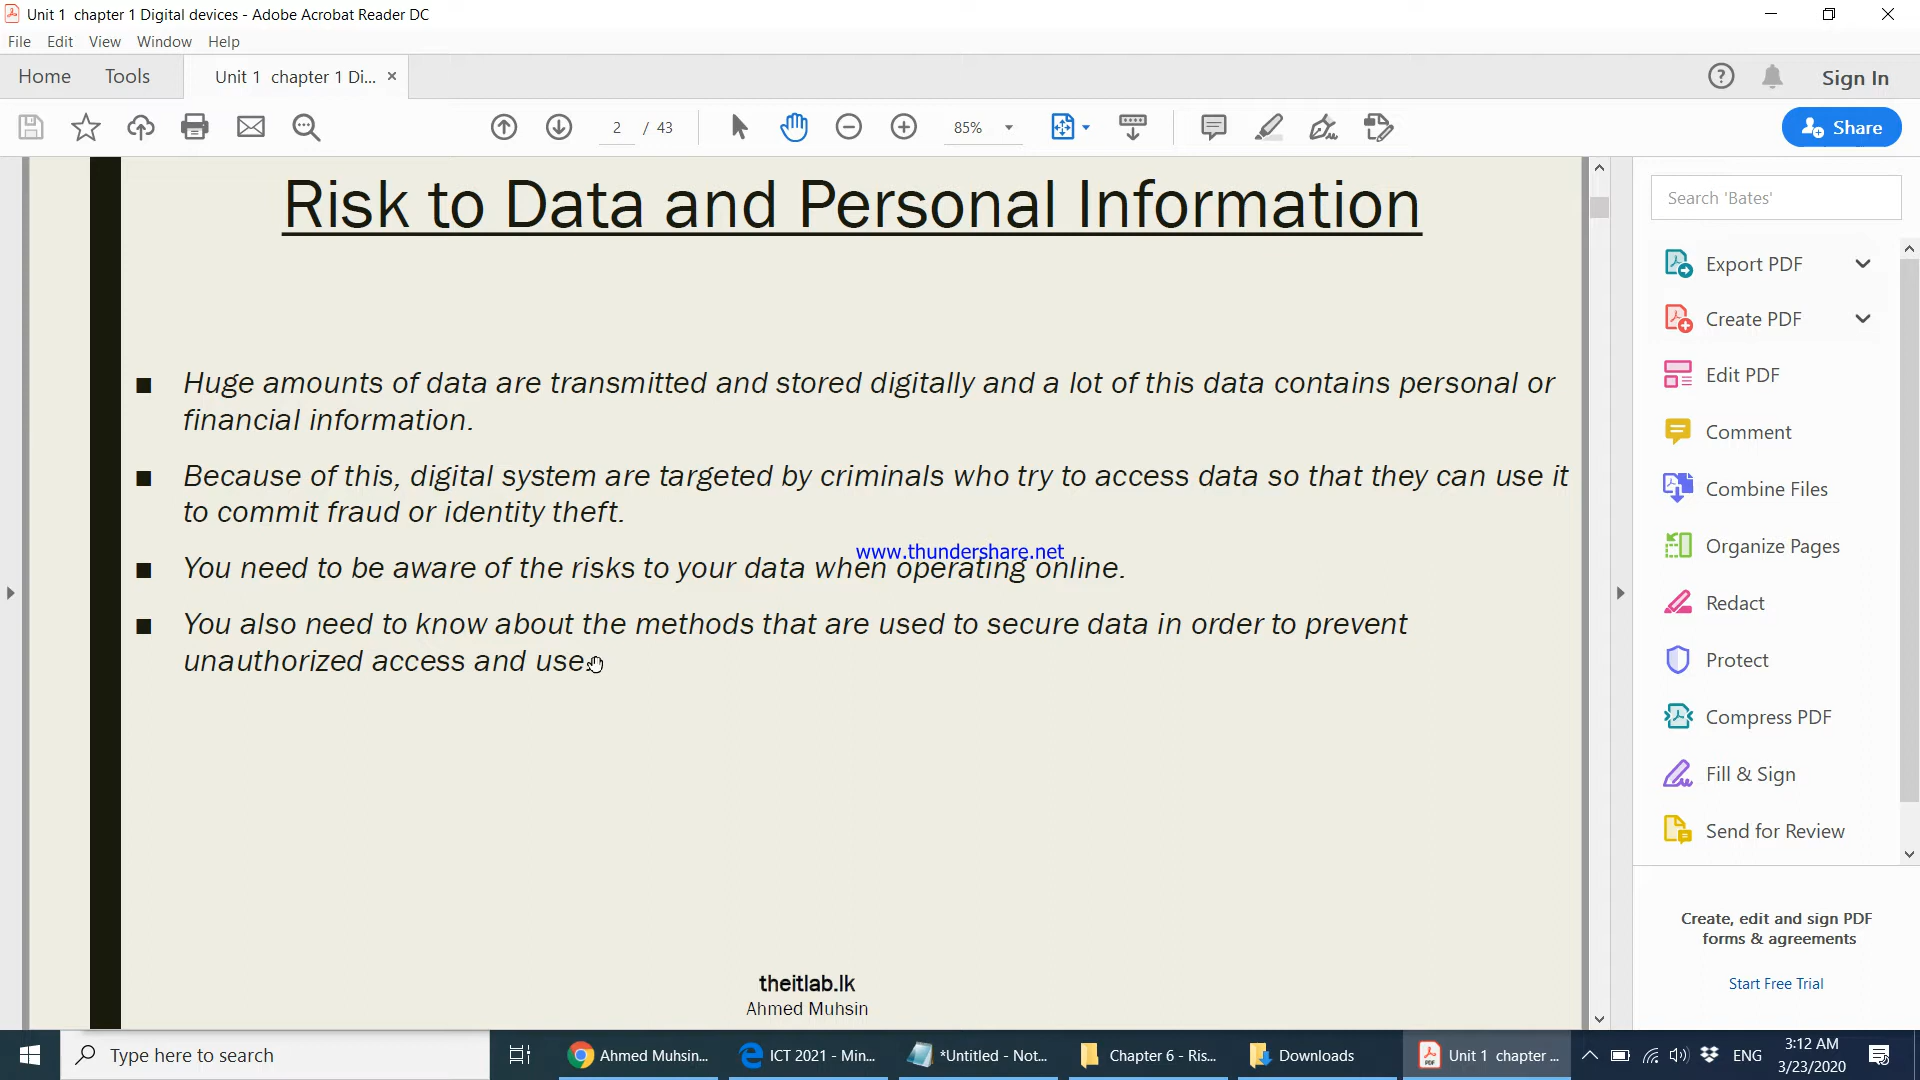 Unit 1  chapter 1 Digital devices - Adobe Acrobat Reader DC
File Edit View Window Help
Home Tools Unit 1  chapter 1 Di... × Sign In
2 / 43 85% Share
Risk to Data and Personal Information
Huge amounts of data are transmitted and stored digitally and a lot of this data contains personal or
financial information.
Because of this, digital system are targeted by criminals who try to access data so that they can use it
to commit fraud or identity theft.
www.thundershare.net
You need to be aware of the risks to your data when operating online.
You also need to know about the methods that are used to secure data in order to prevent
unauthorized access and use.
theitlab.lk
Ahmed Muhsin
Search 'Bates'
Export PDF
Create PDF
Edit PDF
Comment
Combine Files
Organize Pages
Redact
Protect
Compress PDF
Fill & Sign
Send for Review
Create, edit and sign PDF
forms & agreements
Start Free Trial
Type here to search
Ahmed Muhsin...
ICT 2021 - Min...
*Untitled - Not...
Chapter 6 - Ris...
Downloads
Unit 1  chapter ...
ENG
3:12 AM
3/23/2020